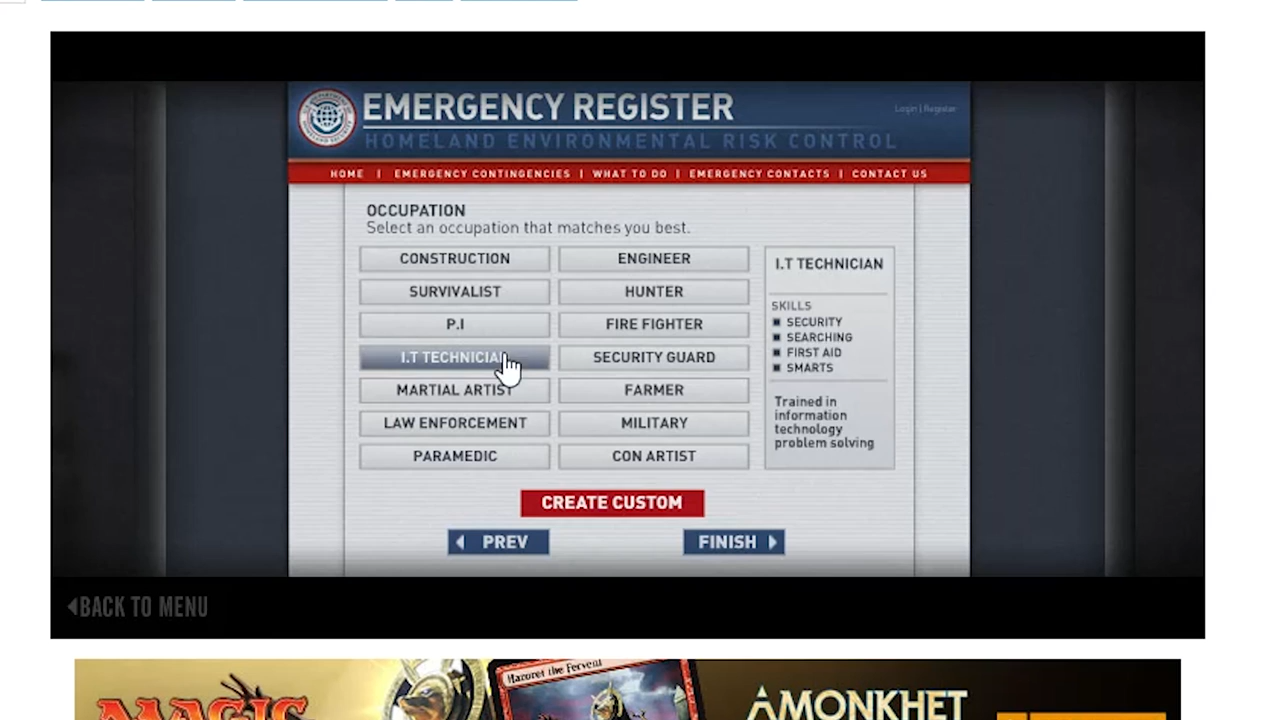 EMERGENCY REGISTER
Login | Register
HOMELAND ENVIRONMENTAL RISK CONTROL
HOME | EMERGENCY CONTINGENCIES | WHAT TO DO | EMERGENCY CONTACTS | CONTACT US
OCCUPATION
Select an occupation that matches you best.
CONSTRUCTION
ENGINEER
SURVIVALIST
HUNTER
P.I
FIRE FIGHTER
I.T TECHNICIAN
SECURITY GUARD
MARTIAL ARTIST
FARMER
LAW ENFORCEMENT
MILITARY
PARAMEDIC
CON ARTIST
I.T TECHNICIAN
SKILLS
SECURITY
SEARCHING
FIRST AID
SMARTS
Trained in
information
technology
problem solving
CREATE CUSTOM
PREV
FINISH
BACK TO MENU
Hazoret the Fervent
MAGIC
AMONKHET